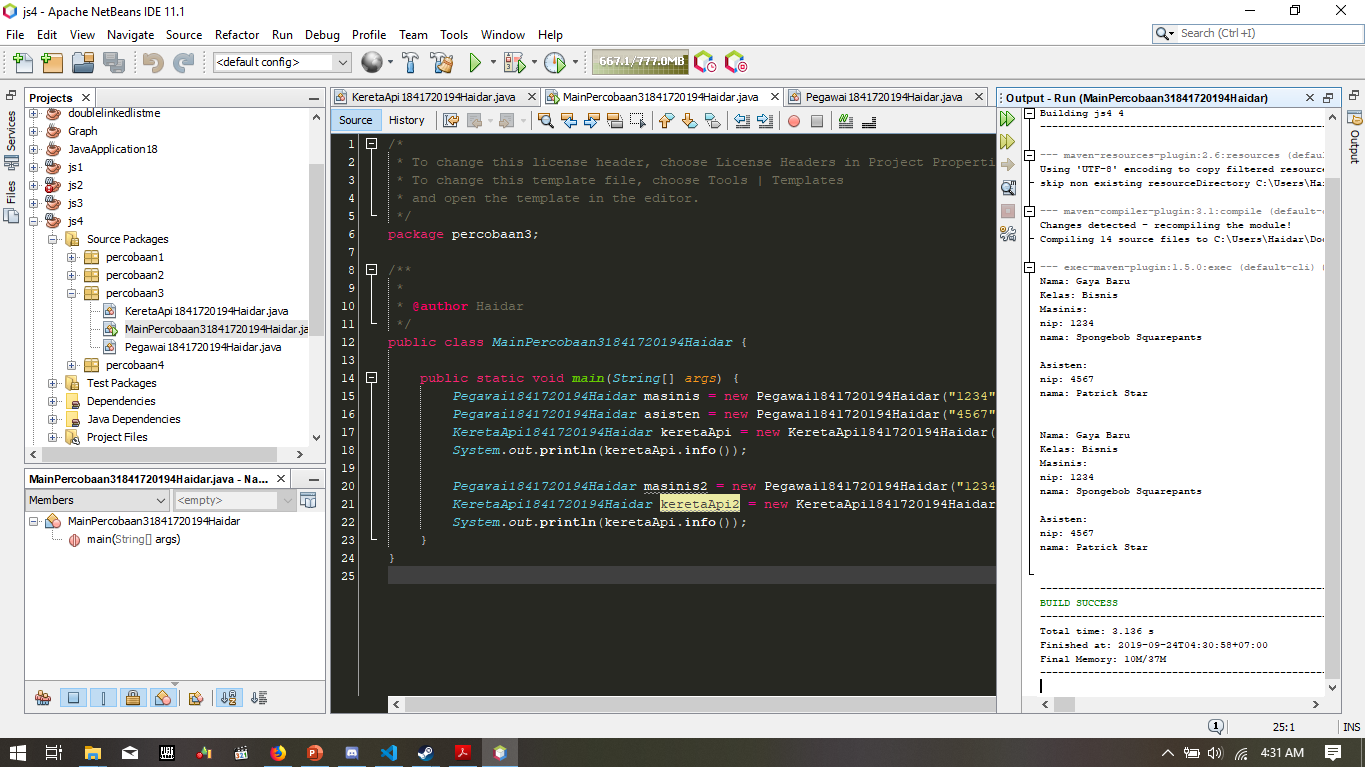 js4 - Apache NetBeans IDE 11.1
File Edit View Navigate Source Refactor Run Debug Profile Team Tools Window Help
Search (Ctrl+I)
<default config>
667.1/777.0MB
Services
Files
Projects
doublelinkedlistme
Graph
JavaApplication18
js1
js2
js3
js4
Source Packages
percobaan1
percobaan2
percobaan3
KeretaApi1841720194Haidar.java
MainPercobaan31841720194Haidar.ja
Pegawai1841720194Haidar.java
percobaan4
Test Packages
Dependencies
Java Dependencies
Project Files
MainPercobaan31841720194Haidar.java - Na...
Members
<empty>
MainPercobaan31841720194Haidar
main(String[] args)
KeretaApi1841720194Haidar.java MainPercobaan31841720194Haidar.java Pegawai1841720194Haidar.java
Source History
1 /*
2 * To change this license header, choose License Headers in Project Properti
3 * To change this template file, choose Tools | Templates
4 * and open the template in the editor.
5 */
6 package percobaan3;
7
8 /**
9 *
10 * @author Haidar
11 */
12 public class MainPercobaan31841720194Haidar {
13
14 public static void main(String[] args) {
15 Pegawai1841720194Haidar masinis = new Pegawai1841720194Haidar("1234"
16 Pegawai1841720194Haidar asisten = new Pegawai1841720194Haidar("4567"
17 KeretaApi1841720194Haidar keretaApi = new KeretaApi1841720194Haidar(
18 System.out.println(keretaApi.info());
19
20 Pegawai1841720194Haidar masinis2 = new Pegawai1841720194Haidar("1234
21 KeretaApi1841720194Haidar keretaApi2 = new KeretaApi1841720194Haidar
22 System.out.println(keretaApi.info());
23 }
24 }
25
Output - Run (MainPercobaan31841720194Haidar)
Output
Building js4 4
------------------------------------------------
--- maven-resources-plugin:2.6:resources (defau
Using 'UTF-8' encoding to copy filtered resourc
skip non existing resourceDirectory C:\Users\Ha
--- maven-compiler-plugin:3.1:compile (default-
Changes detected - recompiling the module!
Compiling 14 source files to C:\Users\Haidar\Do
--- exec-maven-plugin:1.5.0:exec (default-cli)
Nama: Gaya Baru
Kelas: Bisnis
Masinis:
nip: 1234
nama: Spongebob Squarepants
Asisten:
nip: 4567
nama: Patrick Star
Nama: Gaya Baru
Kelas: Bisnis
Masinis:
nip: 1234
nama: Spongebob Squarepants
Asisten:
nip: 4567
nama: Patrick Star
------------------------------------------------
BUILD SUCCESS
------------------------------------------------
Total time: 3.136 s
Finished at: 2019-09-24T04:30:58+07:00
Final Memory: 10M/37M
------------------------------------------------
1
25:1
INS
4:31 AM